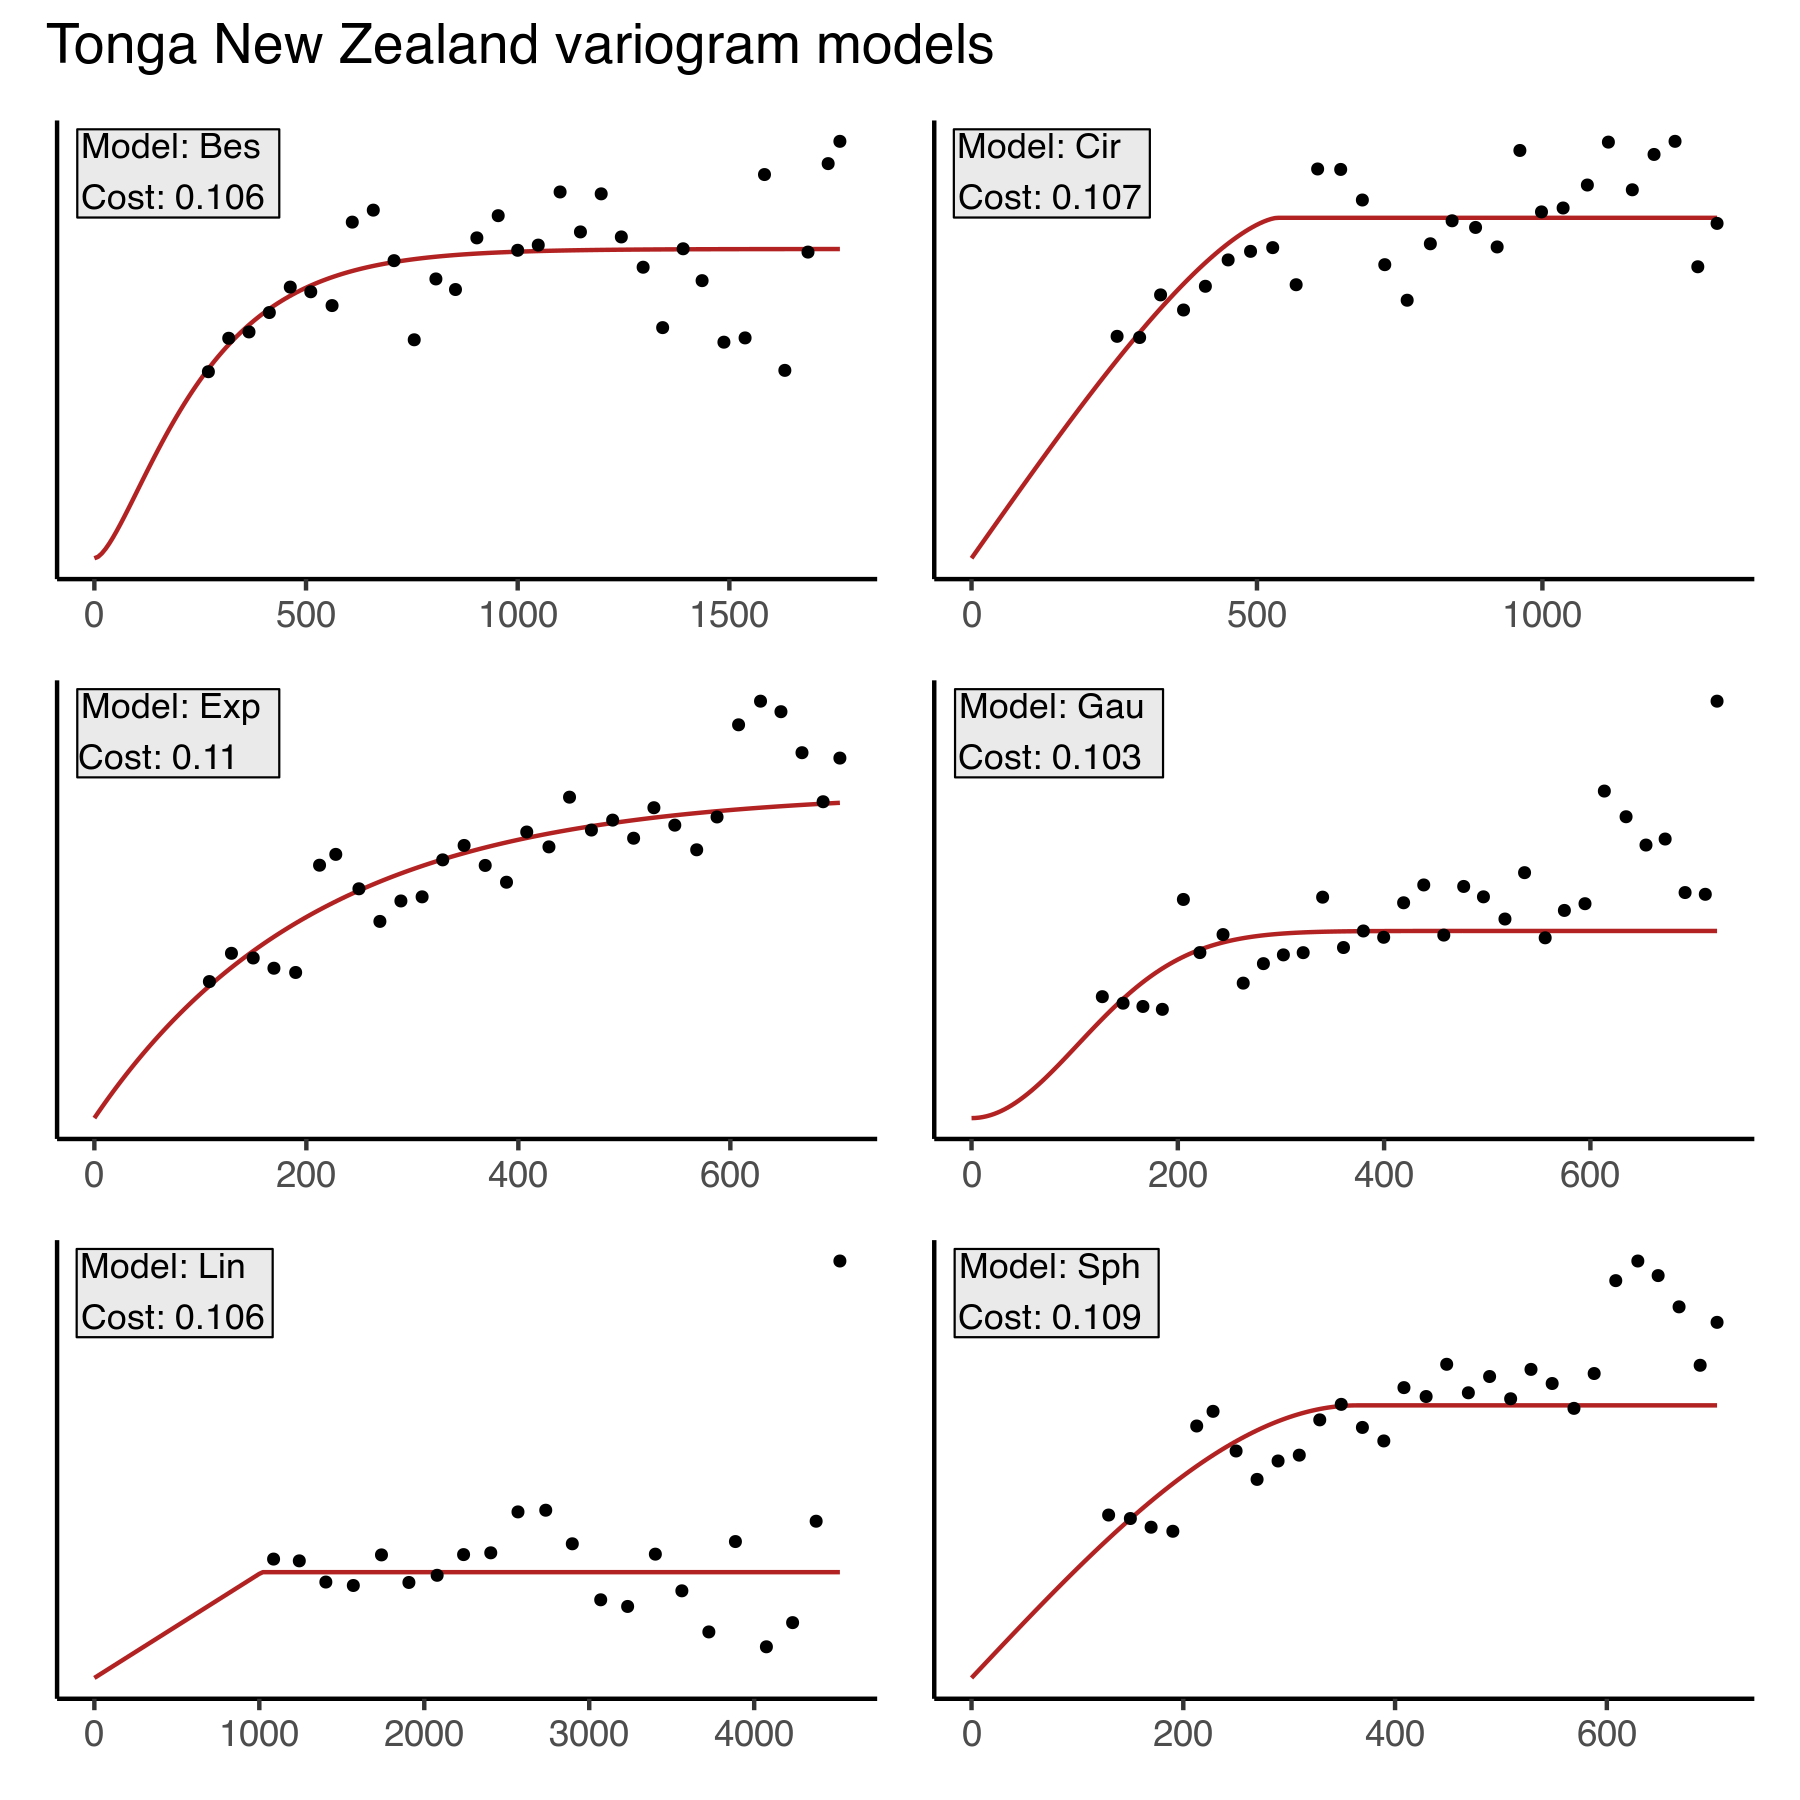 Tonga New Zealand variogram models
Model: Bes
Cost: 0.106
0 500 1000 1500
Model: Cir
Cost: 0.107
0 500 1000
Model: Exp
Cost: 0.11
0 200 400 600
Model: Gau
Cost: 0.103
0 200 400 600
Model: Lin
Cost: 0.106
0 1000 2000 3000 4000
Model: Sph
Cost: 0.109
0 200 400 600